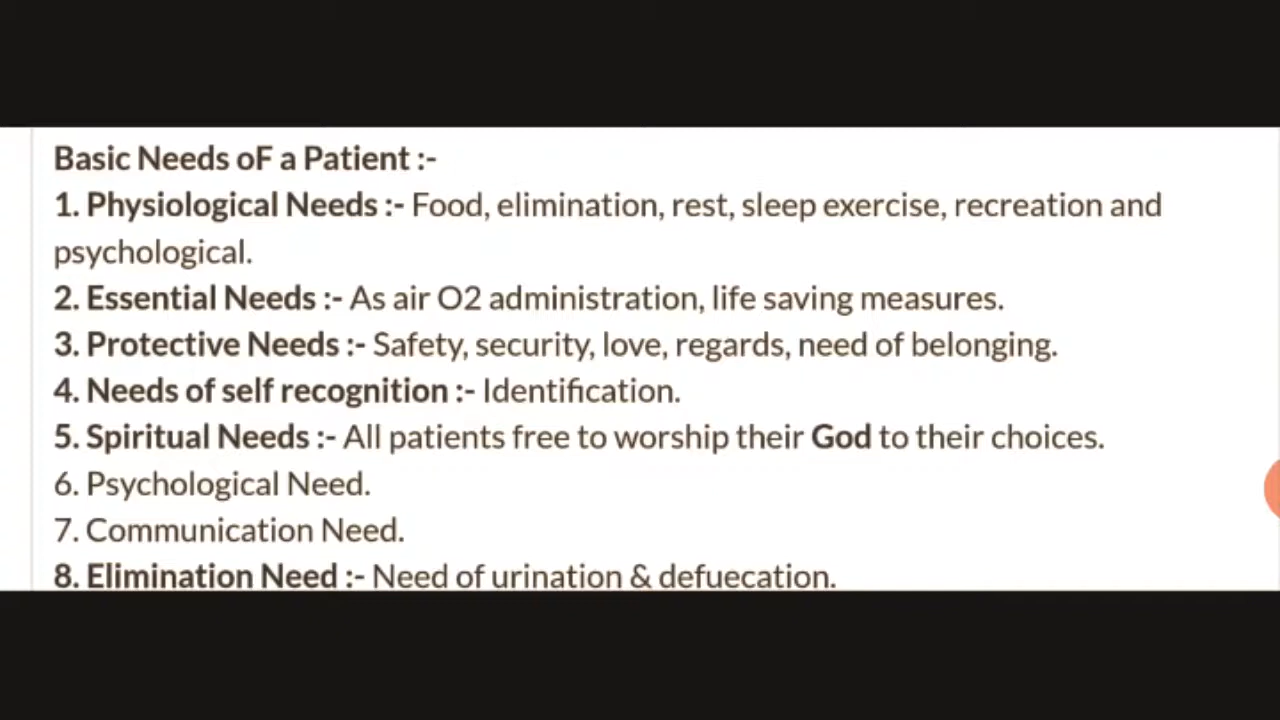 Basic Needs oF a Patient :-
1. Physiological Needs :- Food, elimination, rest, sleep exercise, recreation and
psychological.
2. Essential Needs :- As air O2 administration, life saving measures.
3. Protective Needs :- Safety, security, love, regards, need of belonging.
4. Needs of self recognition :- Identification.
5. Spiritual Needs :- All patients free to worship their God to their choices.
6. Psychological Need.
7. Communication Need.
8. Elimination Need :- Need of urination & defuecation.